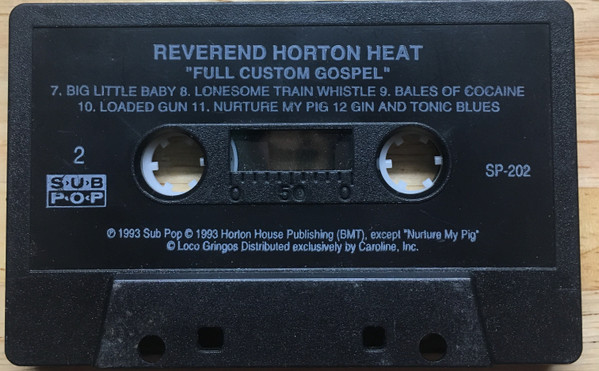 REVEREND HORTON HEAT
"FULL CUSTOM GOSPEL"
7. BIG LITTLE BABY 8. LONESOME TRAIN WHISTLE 9. BALES OF COCAINE
10. LOADED GUN 11. NURTURE MY PIG 12 GIN AND TONIC BLUES
2
SUB
POP
0 50 0
SP-202
℗ 1993 Sub Pop © 1993 Horton House Publishing (BMT), except "Nurture My Pig"
© Loco Gringos Distributed exclusively by Caroline, Inc.